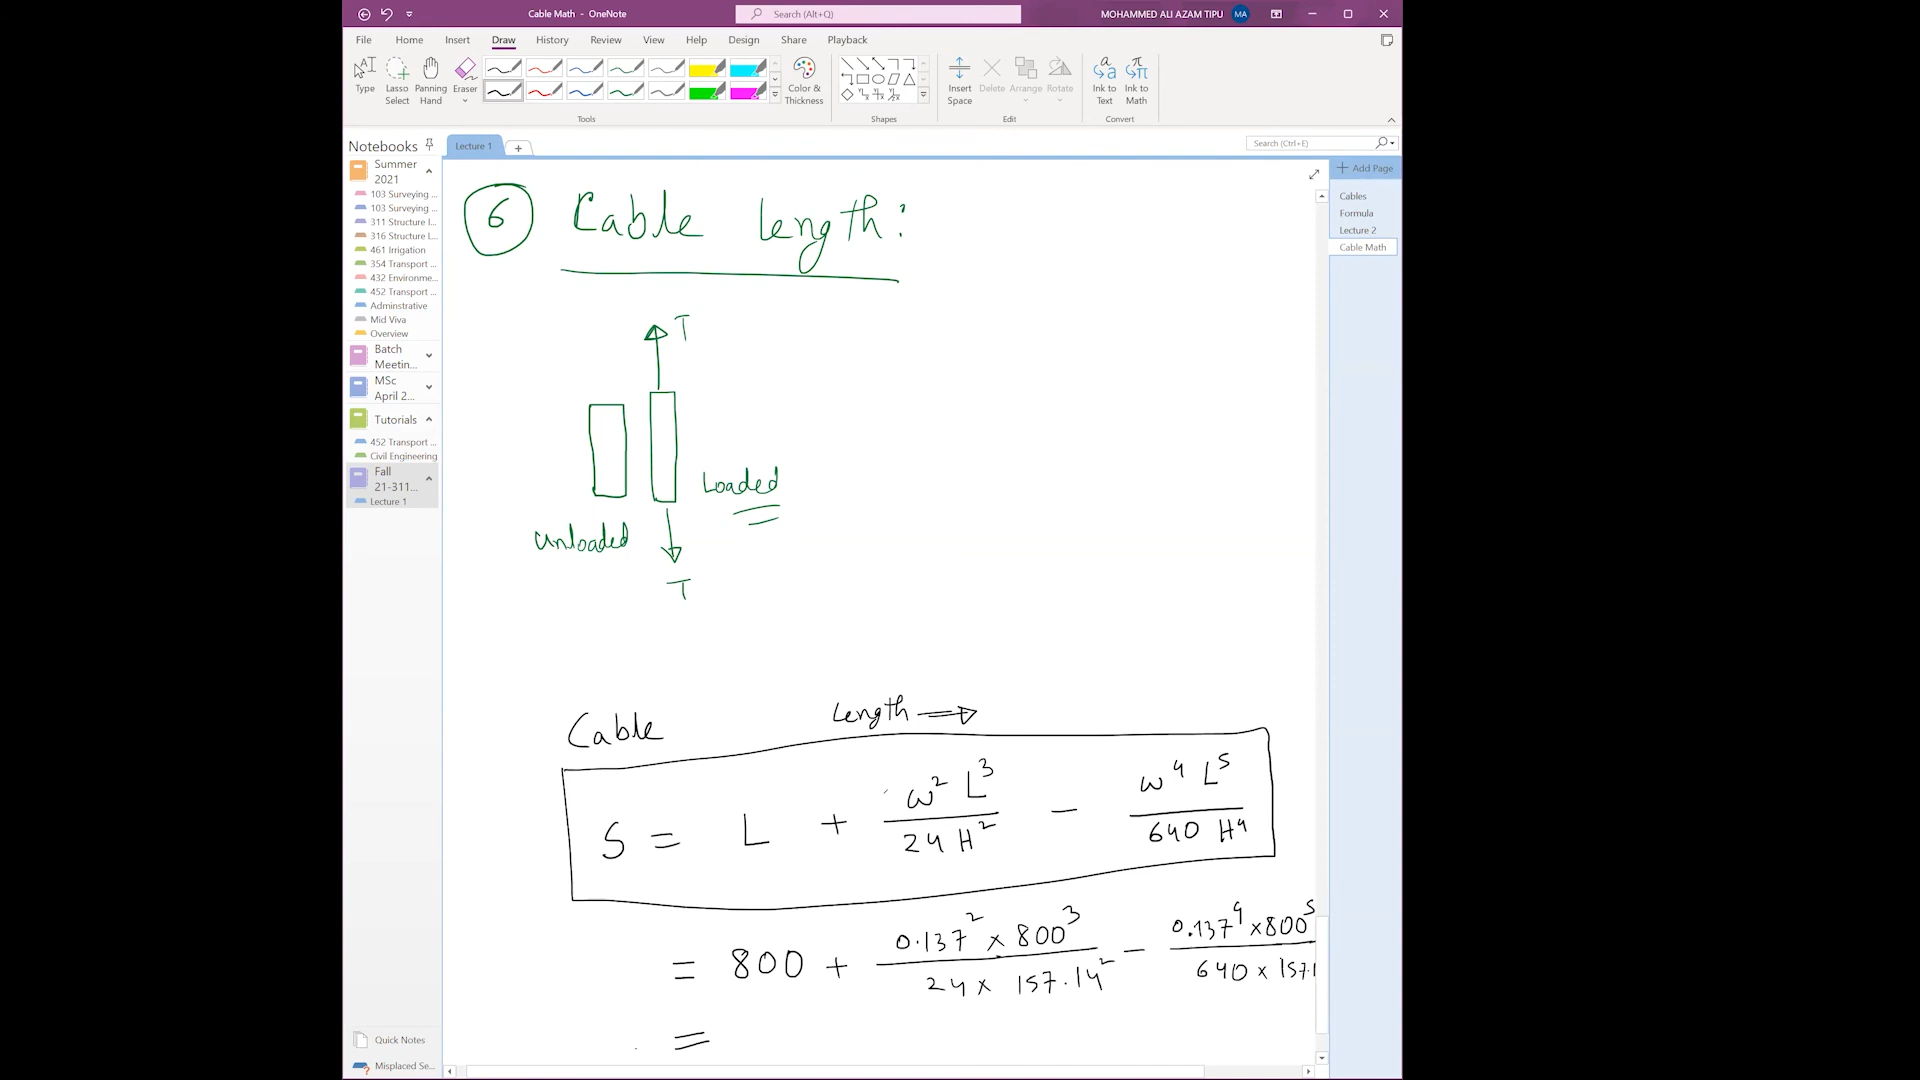 Cable Math - OneNote
Search (Alt+Q)
MOHAMMED ALI AZAM TIPU
MA
File Home Insert Draw History Review View Help Design Share Playback
Type
Lasso Select
Panning Hand
Eraser
Color & Thickness
Insert Space
Delete
Arrange
Rotate
Ink to Text
Ink to Math
Tools Shapes Edit Convert
Notebooks
Lecture 1
Search (Ctrl+E)
Add Page
Cables
Formula
Lecture 2
Cable Math
Summer 2021
103 Surveying ...
103 Surveying ...
311 Structure I...
316 Structure L...
461 Irrigation
354 Transport ...
432 Environme...
452 Transport ...
Adminstrative
Mid Viva
Overview
Batch Meetin...
MSc April 2...
Tutorials
452 Transport ...
Civil Engineering
Fall 21-311...
Lecture 1
Quick Notes
Misplaced Se...
6 Cable length:
T
Loaded
Unloaded
T
Cable length ⇒
S = L + ω² L³ / 24 H² − ω⁴ L⁵ / 640 H⁴
= 800 + 0.137² × 800³ / 24 × 157.14² − 0.137⁴ × 800⁵ / 640 × 157.1
=